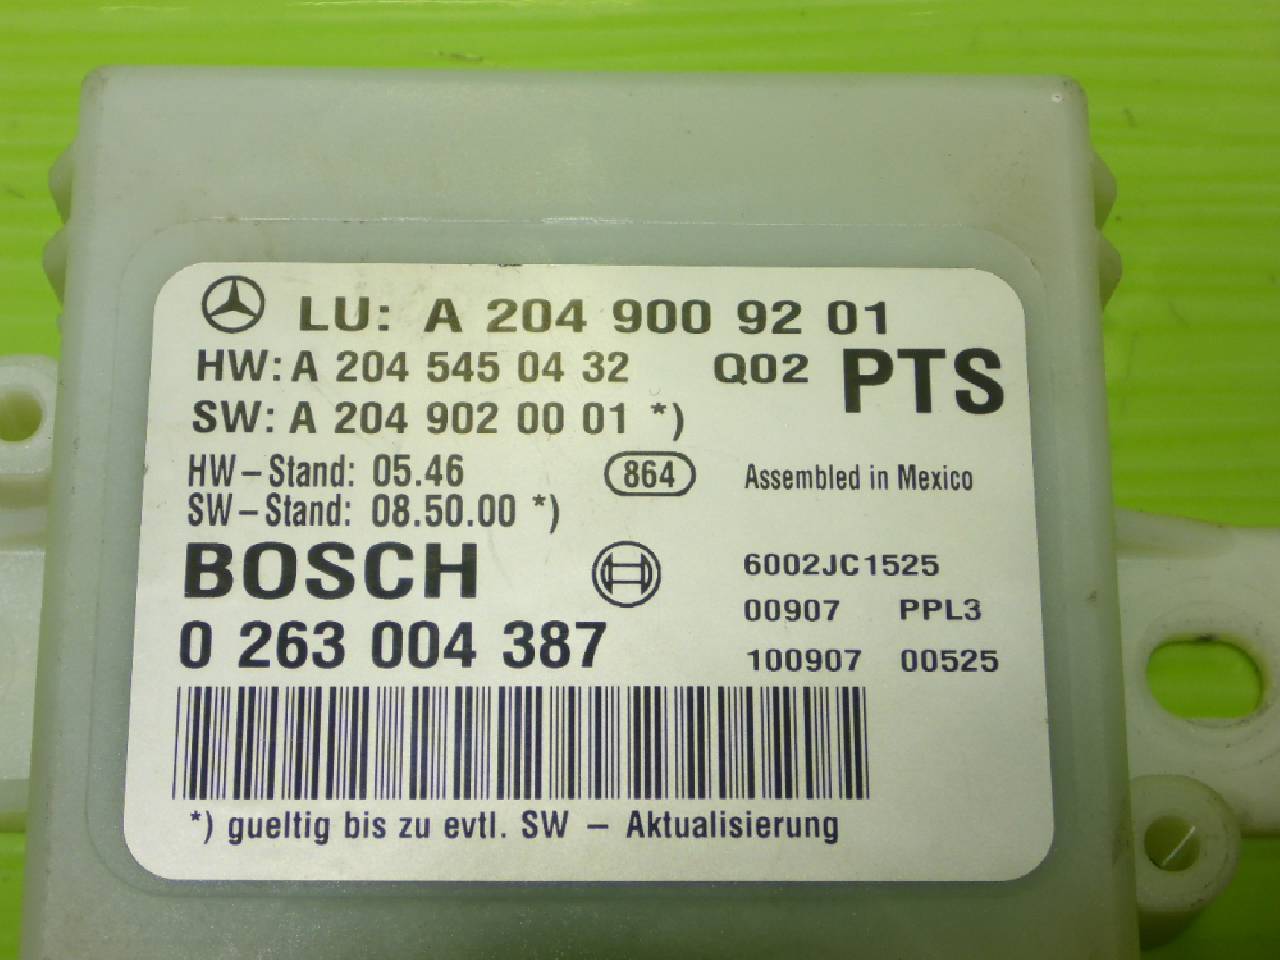 LU: A 204 900 92 01
HW: A 204 545 04 32 Q02 PTS
SW: A 204 902 00 01 *)
HW-Stand: 05.46 864 Assembled in Mexico
SW-Stand: 08.50.00 *)
BOSCH 6002JC1525
00907 PPL3
0 263 004 387 100907 00525
*) gueltig bis zu evtl. SW - Aktualisierung